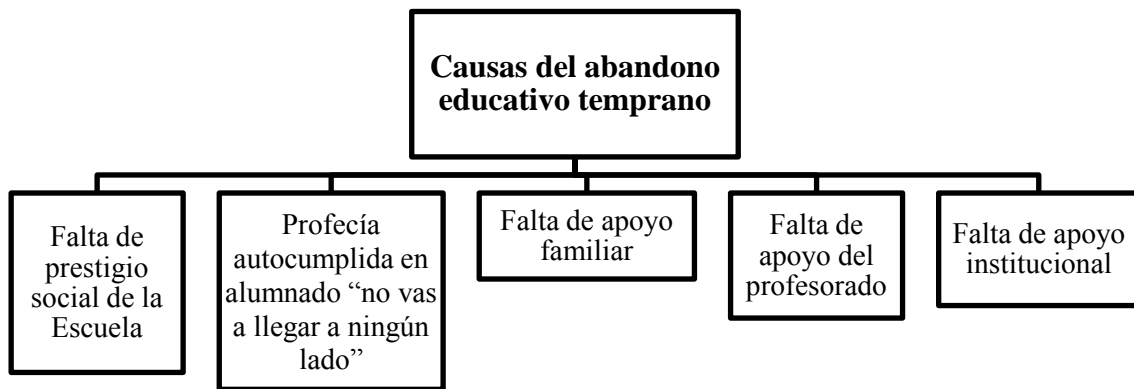 Causas del abandono
educativo temprano
Falta de
prestigio
social de la
Escuela
Profecía
autocumplida en
alumnado “no vas
a llegar a ningún
lado”
Falta de apoyo
familiar
Falta de
apoyo del
profesorado
Falta de apoyo
institucional